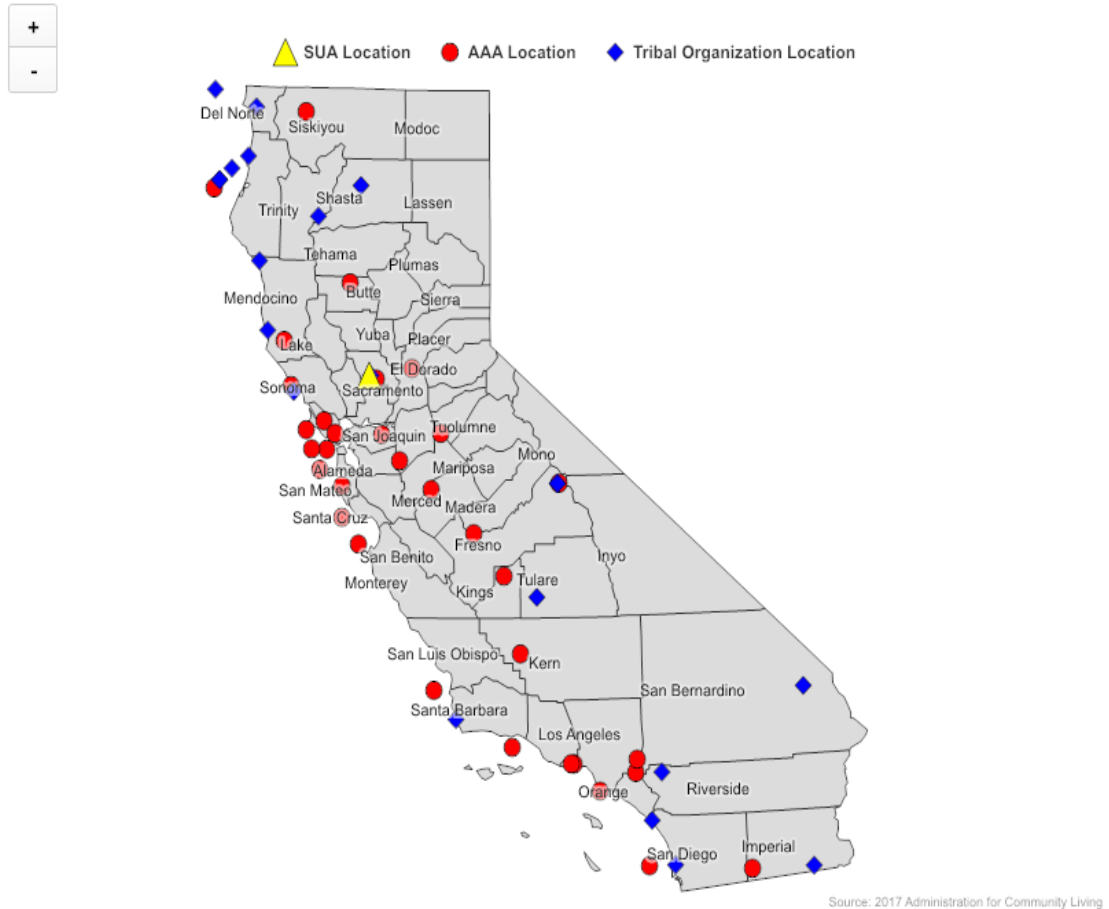 +
-
SUA Location AAA Location Tribal Organization Location
Del Norte
Siskiyou
Modoc
Shasta
Lassen
Trinity
Tehama
Plumas
Butte
Mendocino
Sierra
Yuba
Placer
Lake
El Dorado
Sonoma
Sacramento
Tuolumne
San Joaquin
Mono
Alameda
Mariposa
San Mateo
Merced
Madera
Santa Cruz
Fresno
San Benito
Inyo
Monterey
Tulare
Kings
San Luis Obispo
Kern
San Bernardino
Santa Barbara
Los Angeles
Orange
Riverside
San Diego
Imperial
Source: 2017 Administration for Community Living